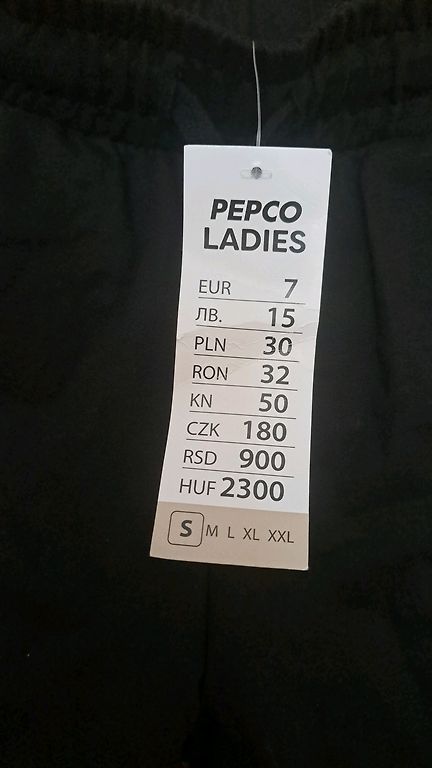 PEPCO
LADIES
EUR 7
ЛВ. 15
PLN 30
RON 32
KN 50
CZK 180
RSD 900
HUF 2300
S M L XL XXL